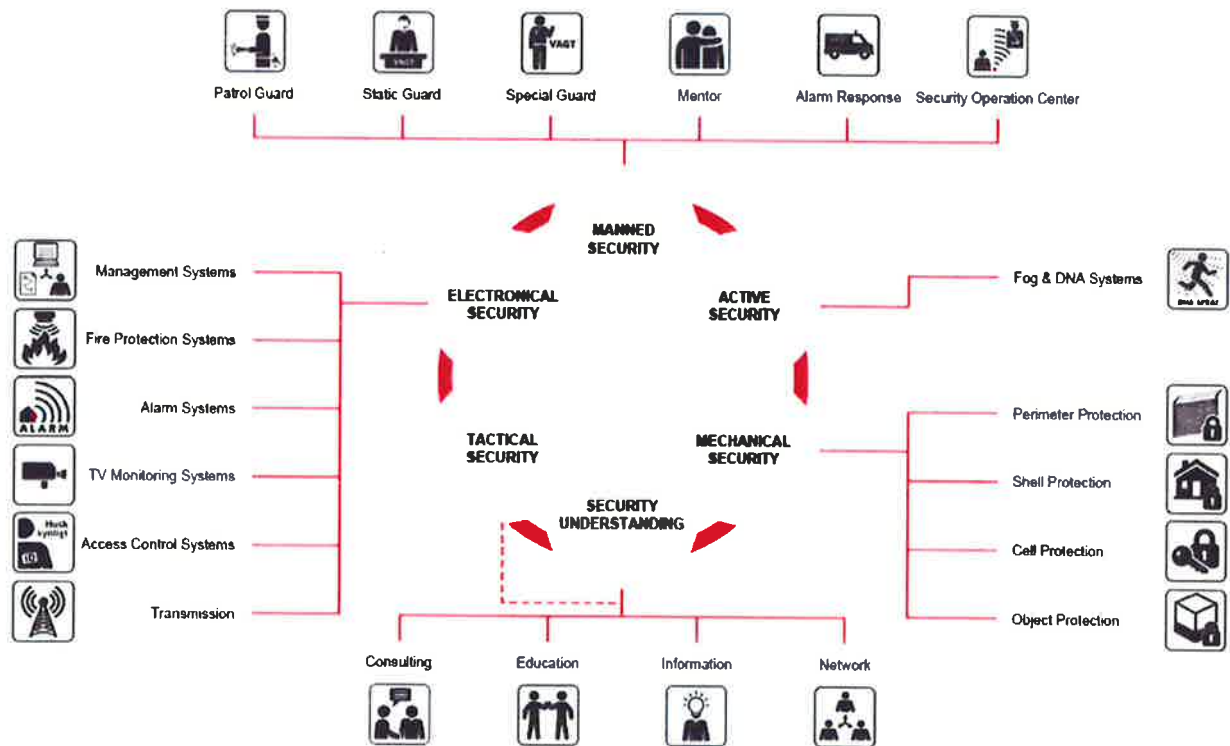 VAGT
VAGT
Patrol Guard
Static Guard
Special Guard
Mentor
Alarm Response
Security Operation Center
MANNED
SECURITY
Management Systems
ELECTRONICAL
SECURITY
ACTIVE
SECURITY
Fog & DNA Systems
Fire Protection Systems
Alarm Systems
ALARM
TACTICAL
SECURITY
MECHANICAL
SECURITY
Perimeter Protection
TV Monitoring Systems
Shell Protection
SECURITY
UNDERSTANDING
Husk
synligt
Access Control Systems
Cell Protection
Transmission
Object Protection
Consulting
Education
Information
Network